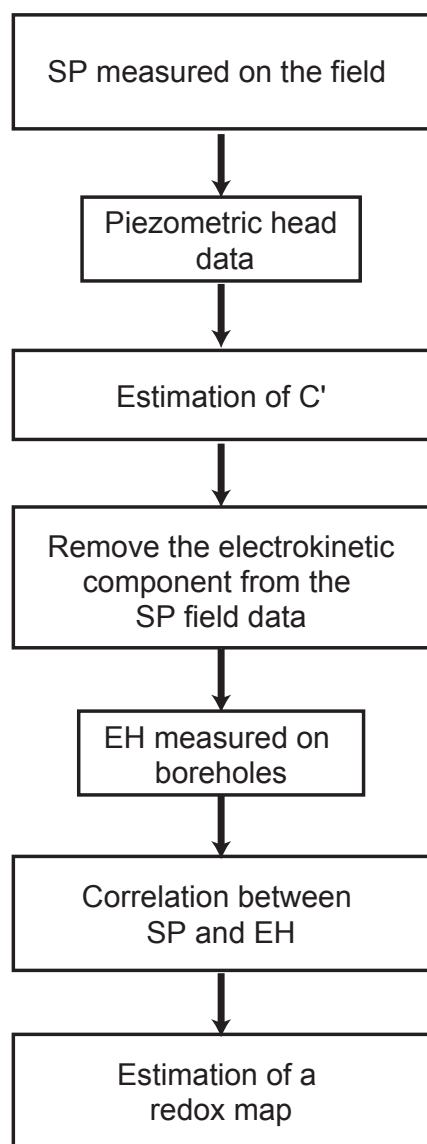 SP measured on the field
Piezometric head
data
Estimation of C'
Remove the electrokinetic
component from the
SP field data
EH measured on
boreholes
Correlation between
SP and EH
Estimation of a
redox map